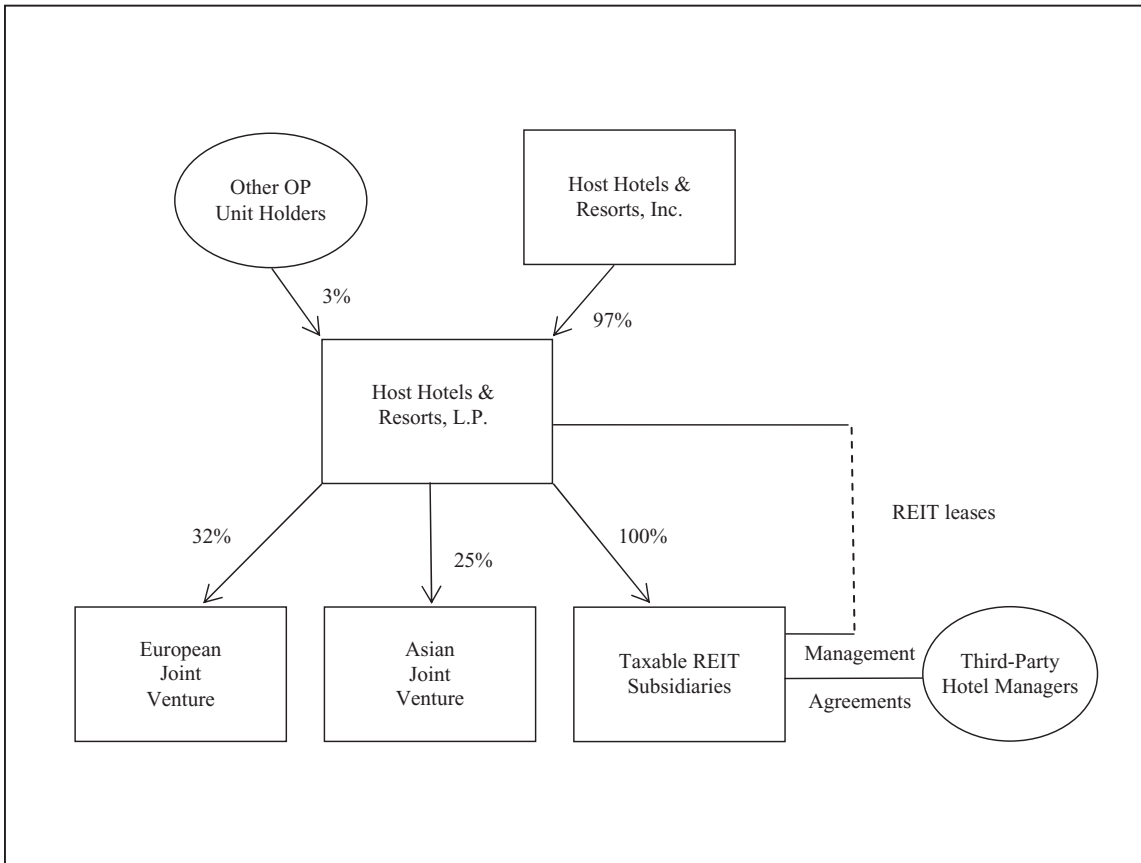 Other OP
Unit Holders
Host Hotels &
Resorts, Inc.
3%
97%
Host Hotels &
Resorts, L.P.
REIT leases
32%
25%
100%
European
Joint
Venture
Asian
Joint
Venture
Taxable REIT
Subsidiaries
Management
Agreements
Third-Party
Hotel Managers